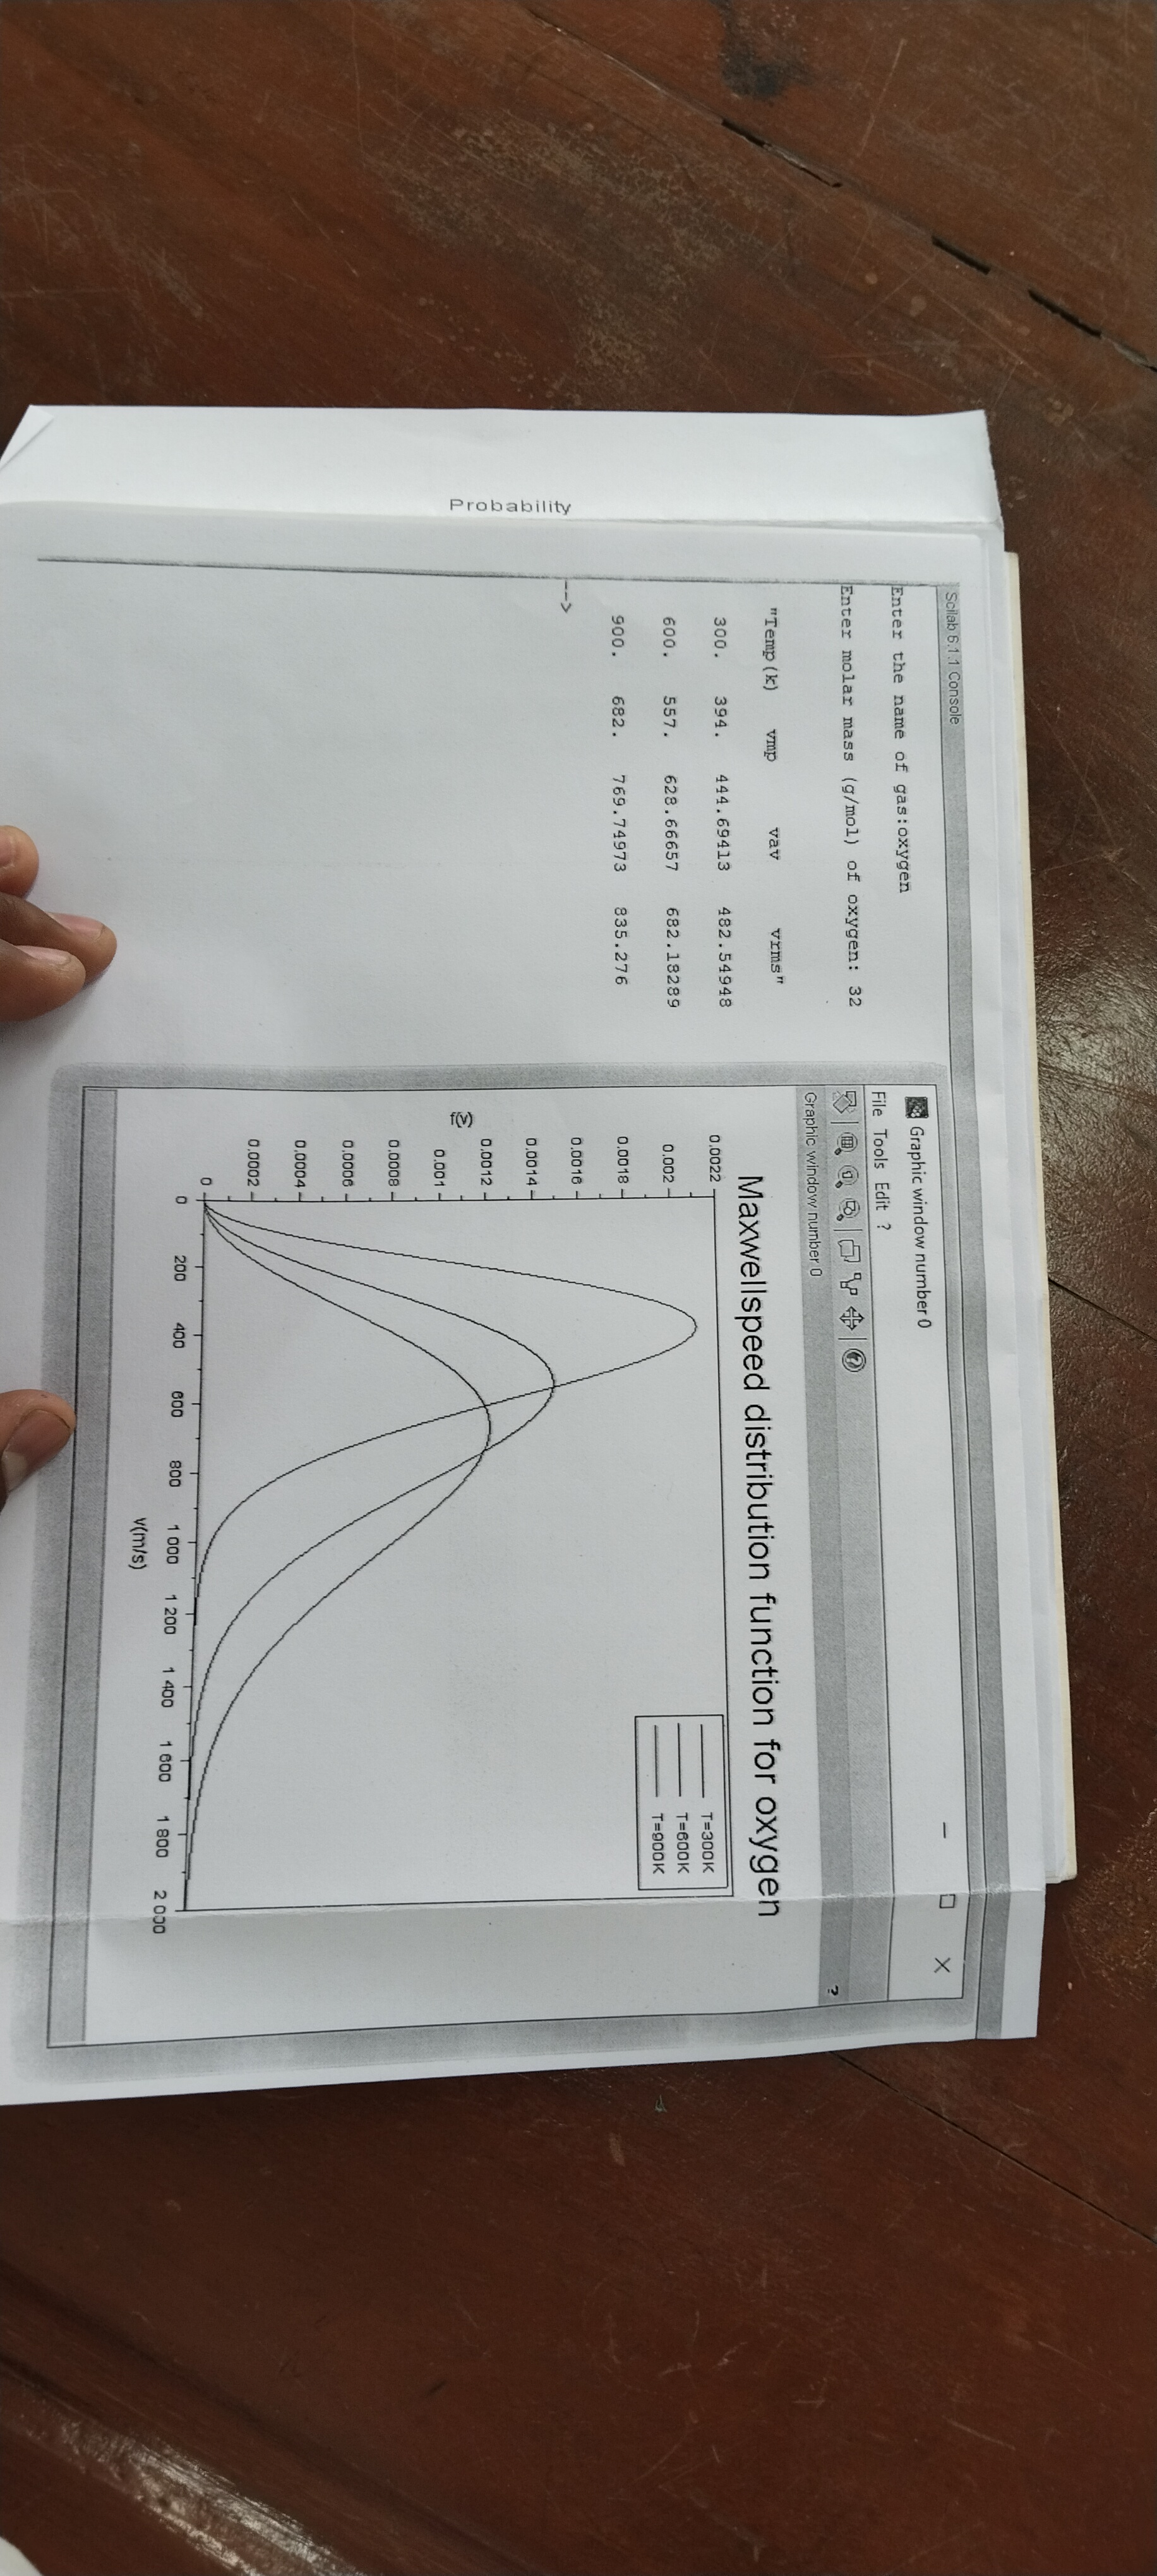 Probability
Scilab 6.1.1 Console
Enter the name of gas:oxygen
Enter molar mass (g/mol) of oxygen: 32
"Temp(k) vmp vav vrms"
300. 394. 444.69413 482.54948
600. 557. 628.66657 682.18289
900. 682. 769.74973 835.276
-->
Graphic window number 0
File Tools Edit ?
Graphic window number 0
?
Maxwellspeed distribution function for oxygen
T=300K
T=600K
T=900K
f(v)
0.0022
0.002
0.0018
0.0016
0.0014
0.0012
0.001
0.0008
0.0006
0.0004
0.0002
0
0 200 400 600 800 1 000 1 200 1 400 1 600 1 800 2 000
v(m/s)